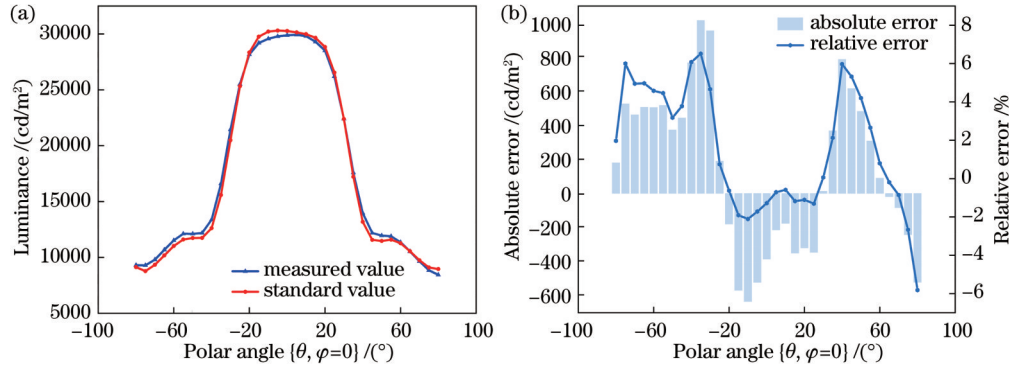 (a)
30000
25000
20000
15000
10000
5000
Luminance /(cd/m²)
measured value
standard value
−100 −60 −20 20 60 100
Polar angle {θ, φ=0} /(°)
(b)
1000
800
600
400
200
0
−200
−400
−600
Absolute error /(cd/m²)
absolute error
relative error
8
6
4
2
0
−2
−4
−6
Relative error /%
−100 −60 −20 20 60 100
Polar angle {θ, φ=0} /(°)